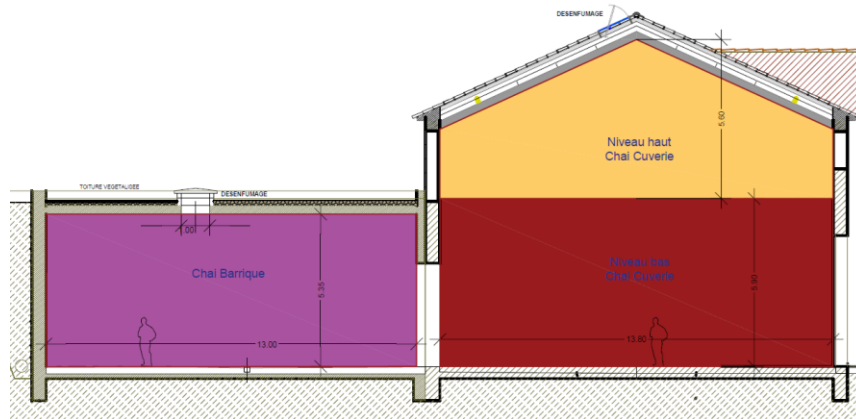 DESENFUMAGE
5.60
Niveau haut
Chai Cuverie
TOITURE VEGETALISEE
DESENFUMAGE
1.00
Chai Barrique
5.35
Niveau bas
Chai Cuverie
5.90
13.00
13.80